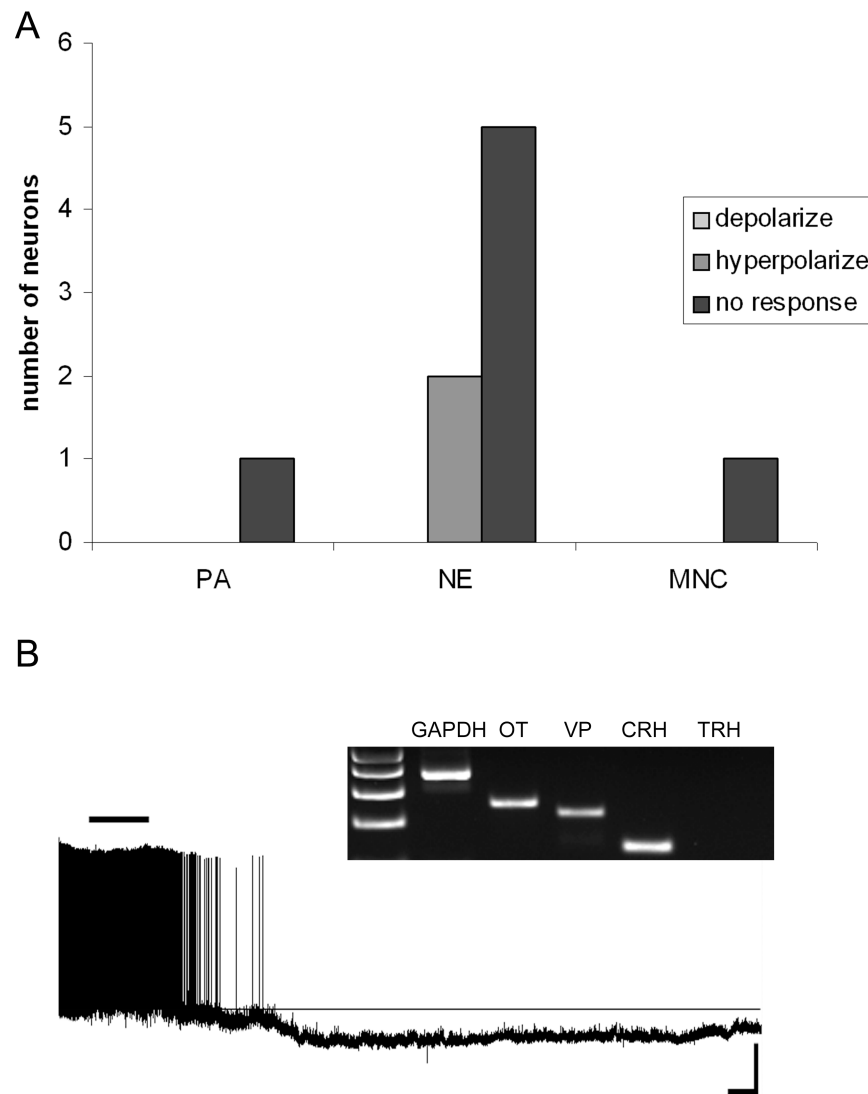 A
6
5
4
3
2
1
0
number of neurons
depolarize
hyperpolarize
no response
PA NE MNC
B
GAPDH OT VP CRH TRH